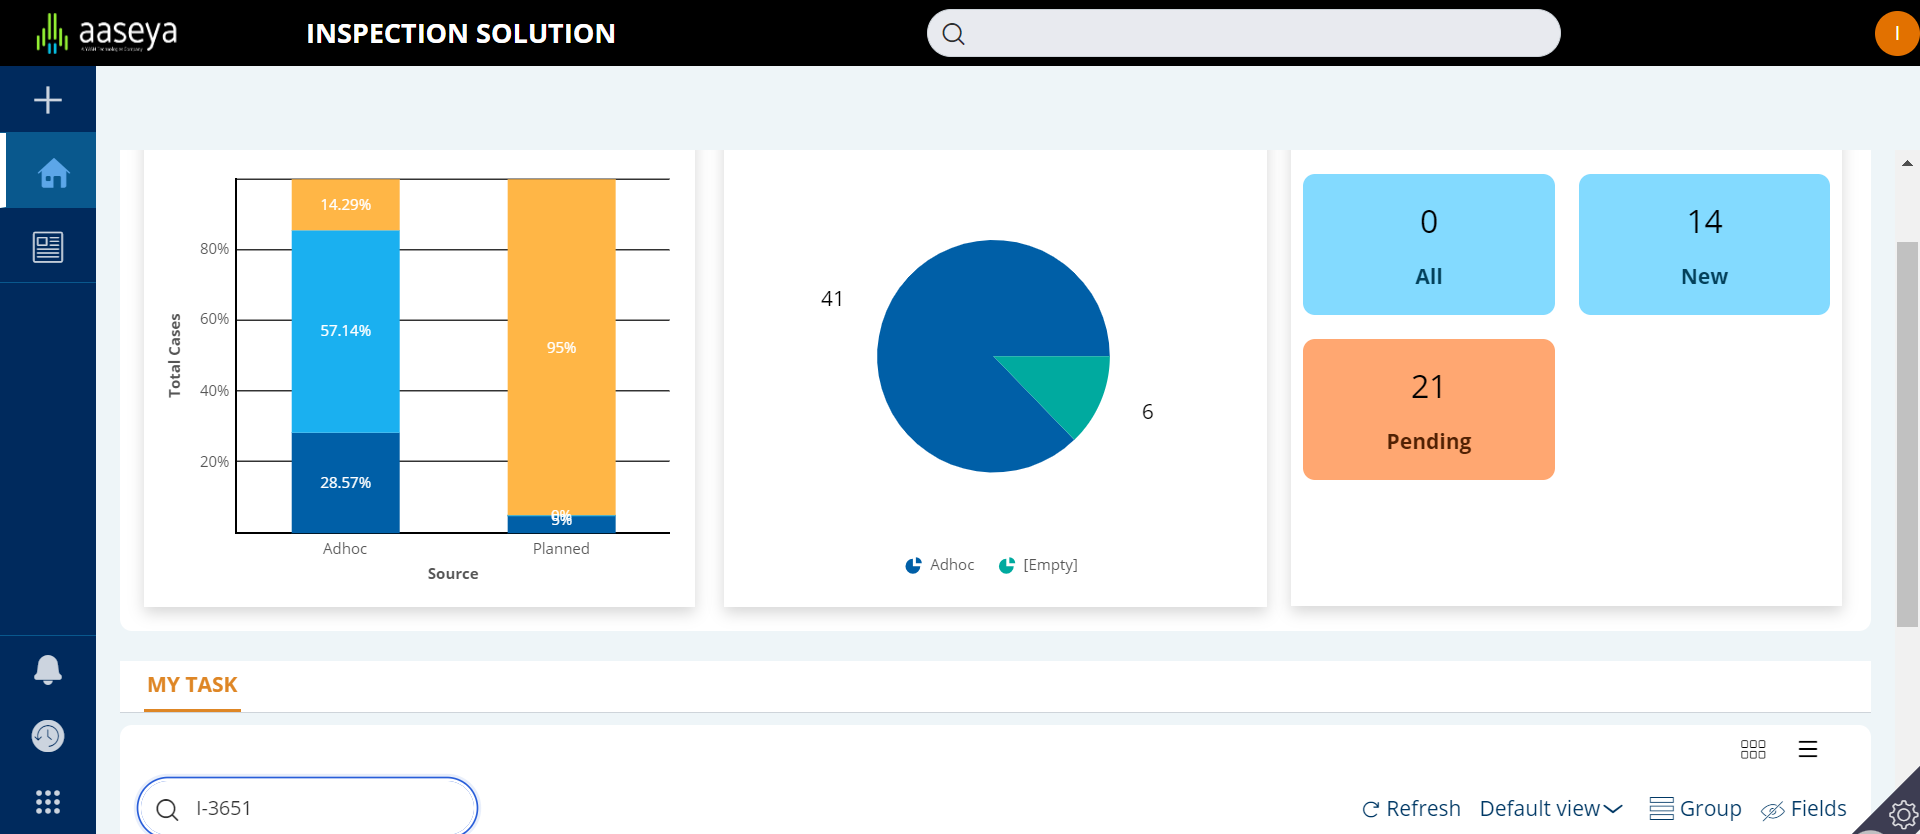 aaseya
INSPECTION SOLUTION
I
80%
60%
40%
20%
Total Cases
14.29%
57.14%
28.57%
95%
0%
5%
Adhoc
Planned
Source
41
6
Adhoc
[Empty]
0
All
14
New
21
Pending
MY TASK
I-3651
Refresh
Default view
Group
Fields